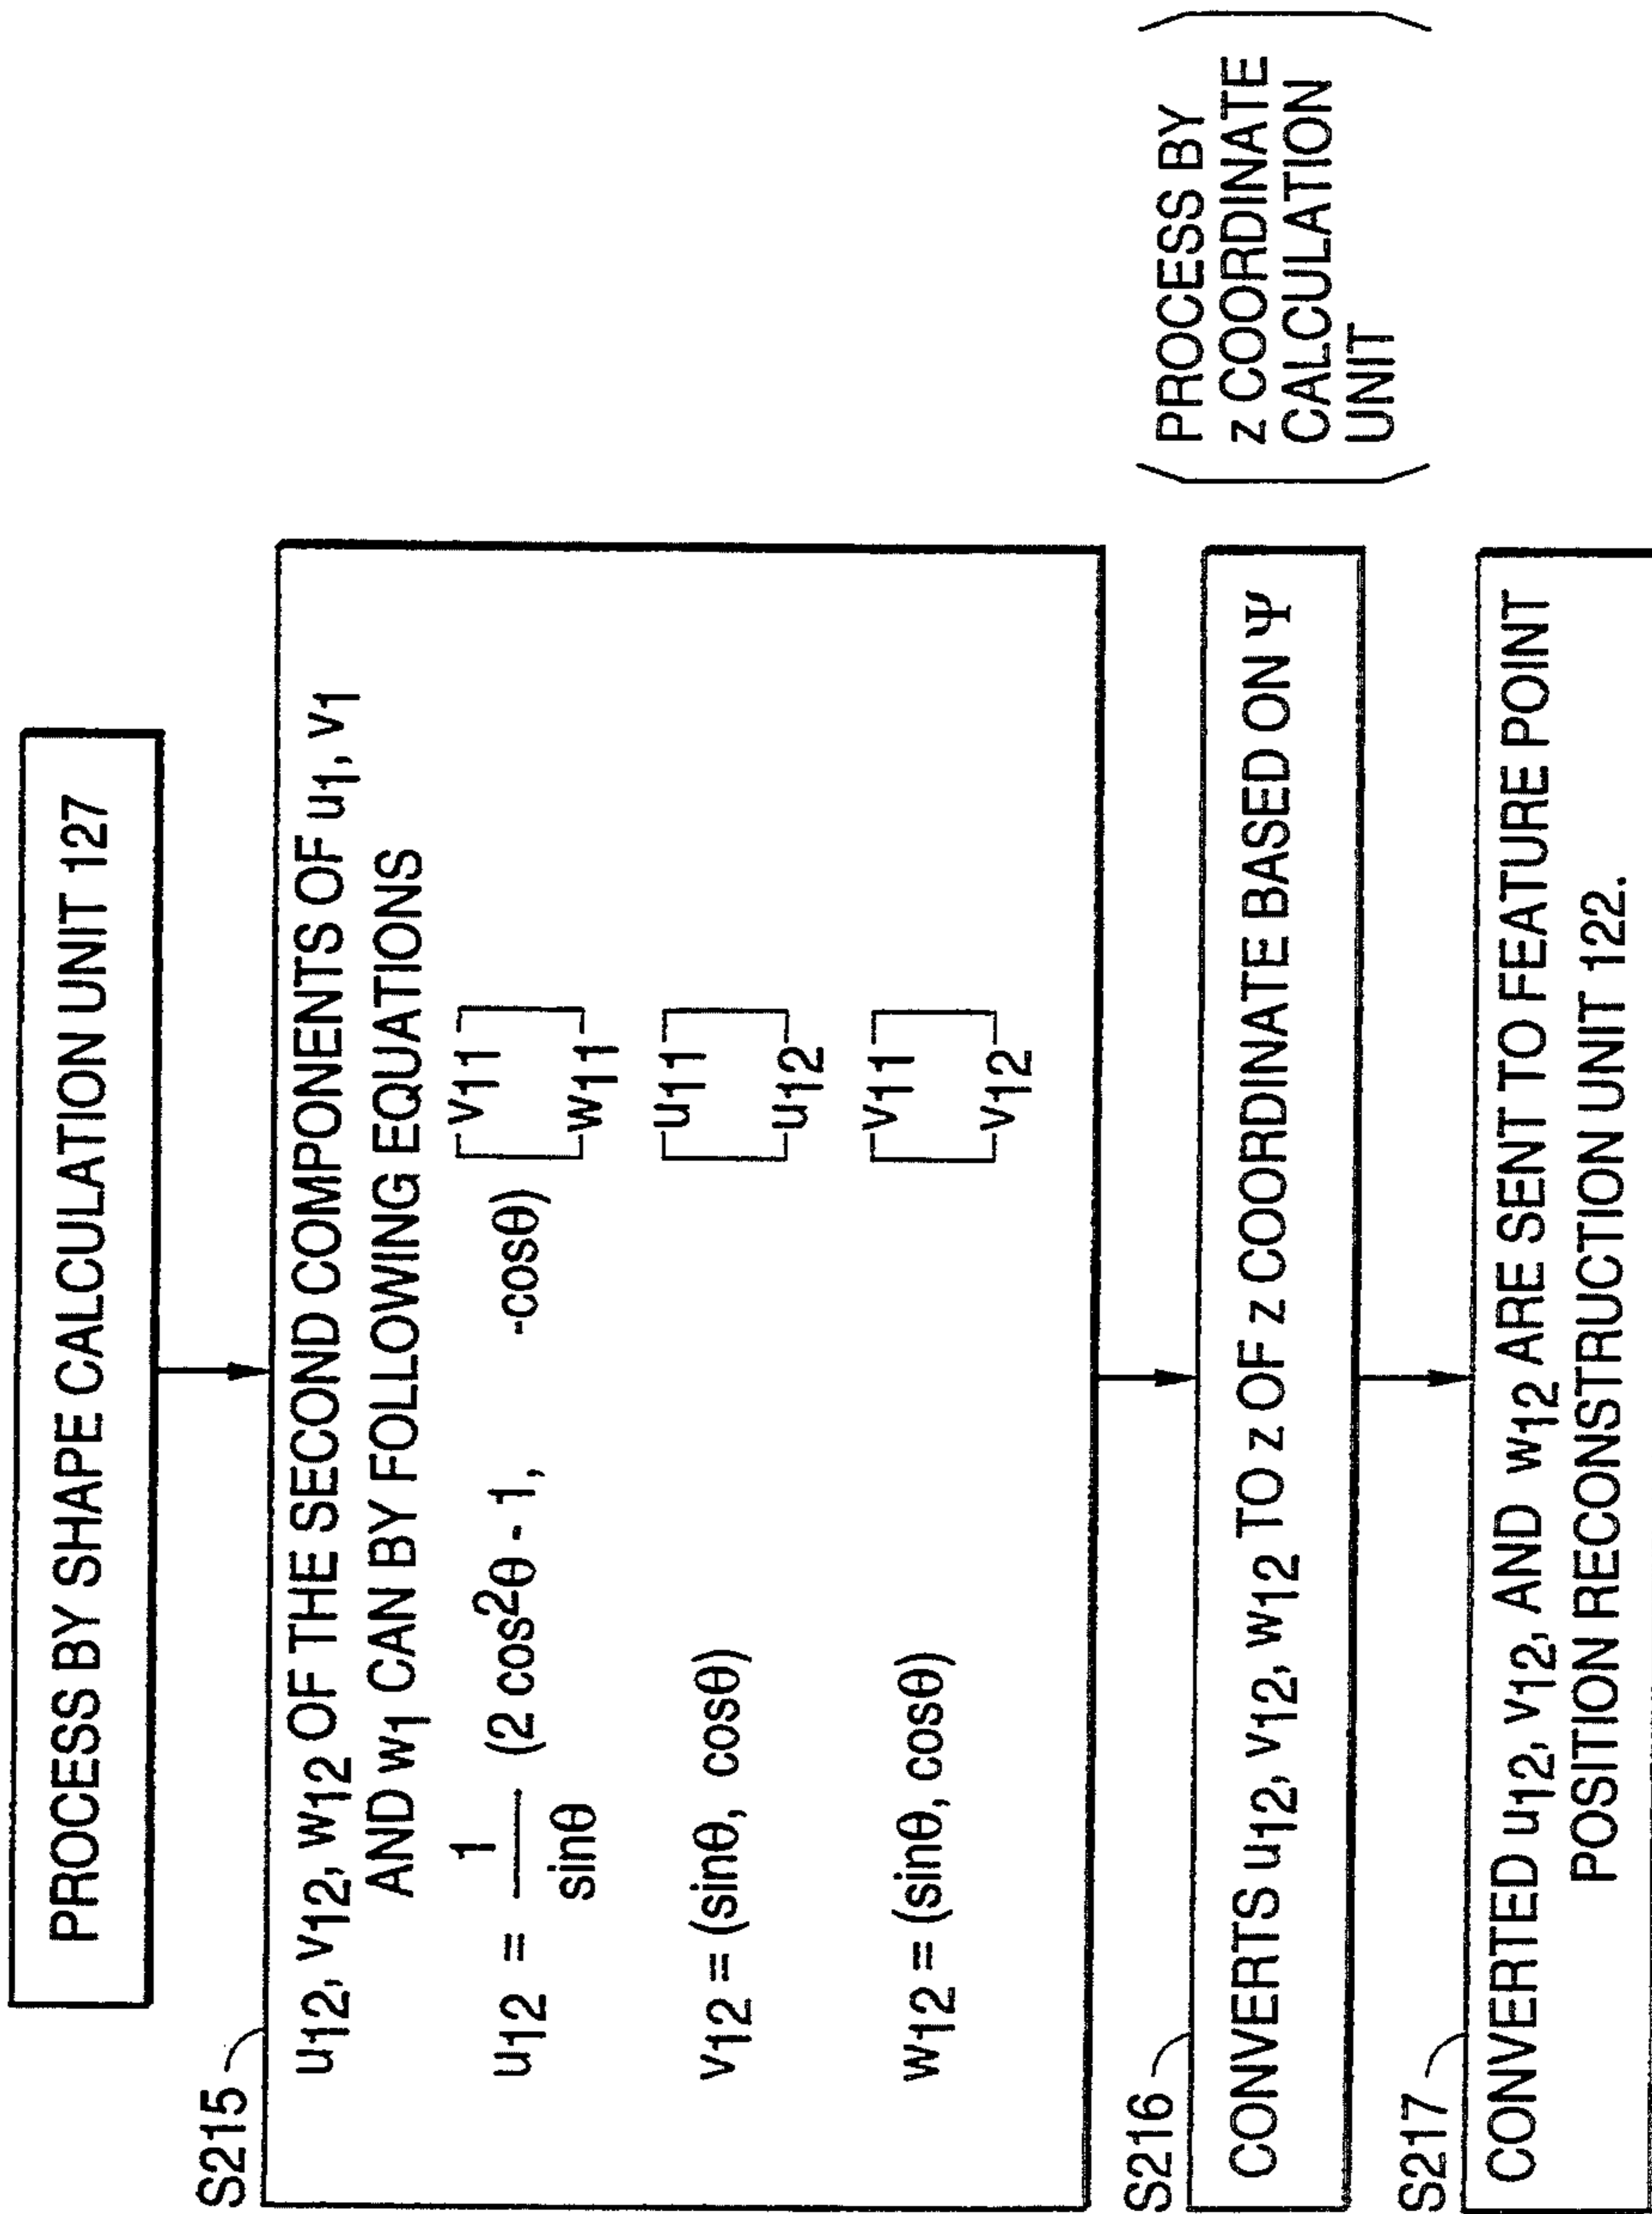 PROCESS BY SHAPE CALCULATION UNIT 127
S215
u12, v12, w12 OF THE SECOND COMPONENTS OF u1, v1
AND w1 CAN BY FOLLOWING EQUATIONS
u12 = 1/sinθ (2 cos²θ - 1, -cosθ) [v11 w11]
v12 = (sinθ, cosθ) [u11 u12]
w12 = (sinθ, cosθ) [v11 v12]
S216
CONVERTS u12, v12, w12 TO z OF z COORDINATE BASED ON Ψ
(PROCESS BY
z COORDINATE
CALCULATION
UNIT)
S217
CONVERTED u12, v12, AND w12 ARE SENT TO FEATURE POINT
POSITION RECONSTRUCTION UNIT 122.